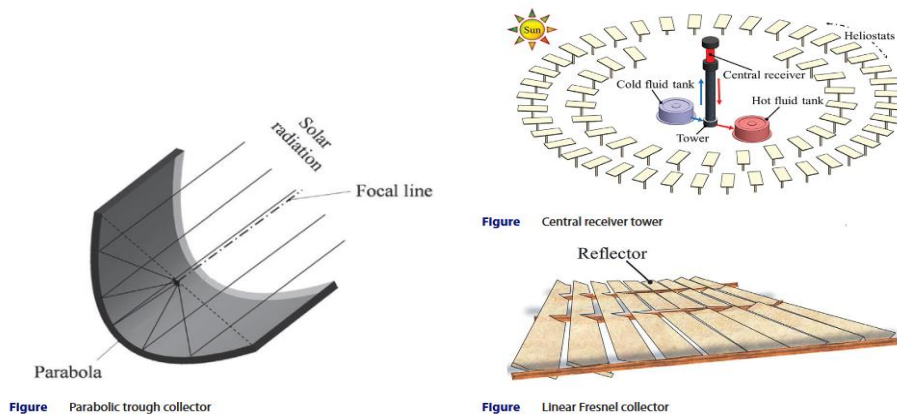 Solar
radiation
Focal line
Parabola
Figure Parabolic trough collector
Sun
Heliostats
Central receiver
Cold fluid tank
Hot fluid tank
Tower
Figure Central receiver tower
Reflector
Figure Linear Fresnel collector